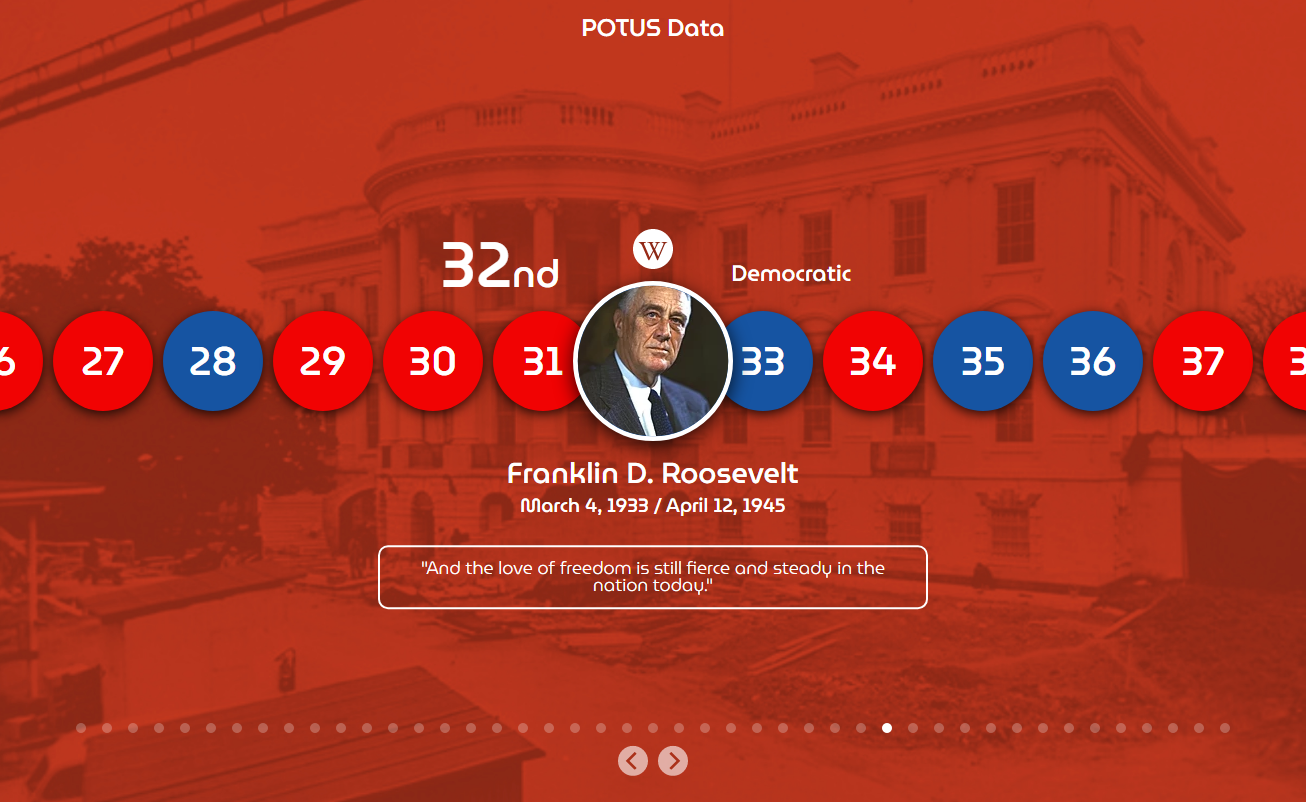 POTUS Data
32nd
W
Democratic
6 27 28 29 30 31 33 34 35 36 37 3
Franklin D. Roosevelt
March 4, 1933 / April 12, 1945
"And the love of freedom is still fierce and steady in the
nation today."